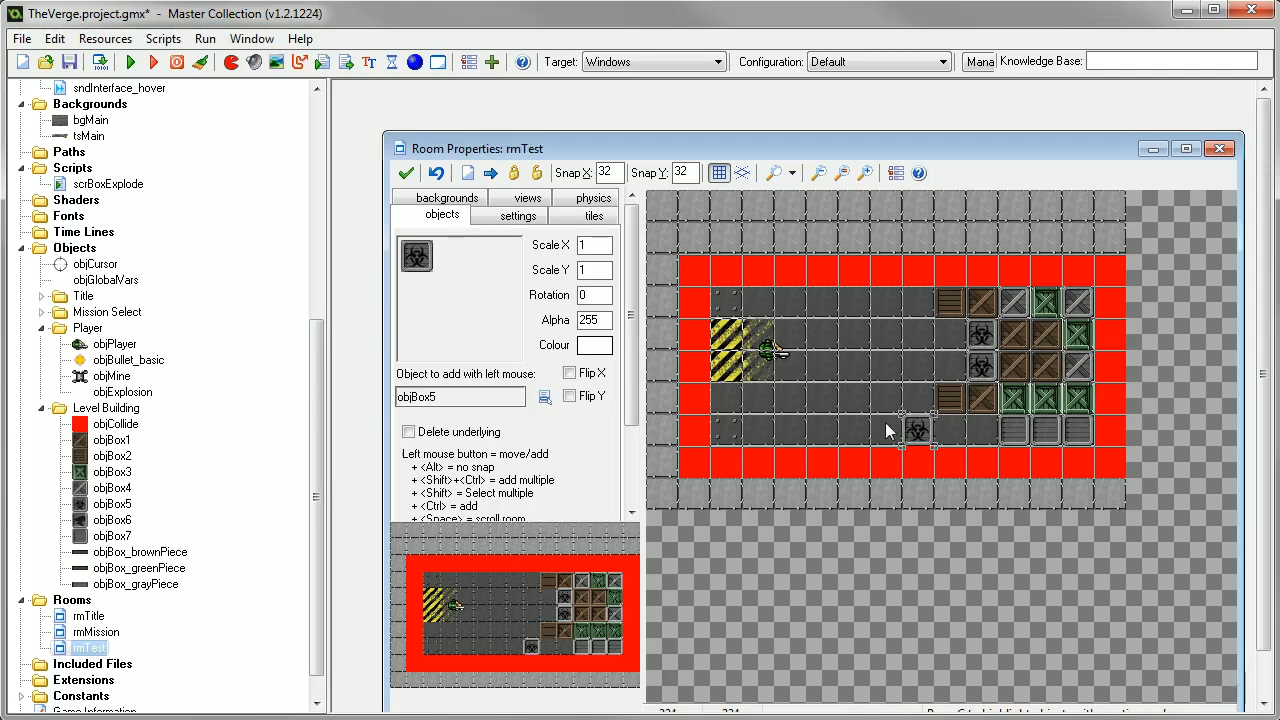 TheVerge.project.gmx* - Master Collection (v1.2.1224)
File Edit Resources Scripts Run Window Help
Target: Windows Configuration: Default Mana Knowledge Base:
sndInterface_hover
Backgrounds
bgMain
tsMain
Paths
Scripts
scrBoxExplode
Shaders
Fonts
Time Lines
Objects
objCursor
objGlobalVars
Title
Mission Select
Player
objPlayer
objBullet_basic
objMine
objExplosion
Level Building
objCollide
objBox1
objBox2
objBox3
objBox4
objBox5
objBox6
objBox7
objBox_brownPiece
objBox_greenPiece
objBox_grayPiece
Rooms
rmTitle
rmMission
rmTest
Included Files
Extensions
Constants
Game Information
Room Properties: rmTest
Snap X: 32 Snap Y: 32
backgrounds views physics
objects settings tiles
Scale X 1
Scale Y 1
Rotation 0
Alpha 255
Colour
Object to add with left mouse:
Flip X
objBox5
Flip Y
Delete underlying
Left mouse button = move/add
+ <Alt> = no snap
+ <Shift>+<Ctrl> = add multiple
+ <Shift> = Select multiple
+ <Ctrl> = add
+ <Space> = scroll room